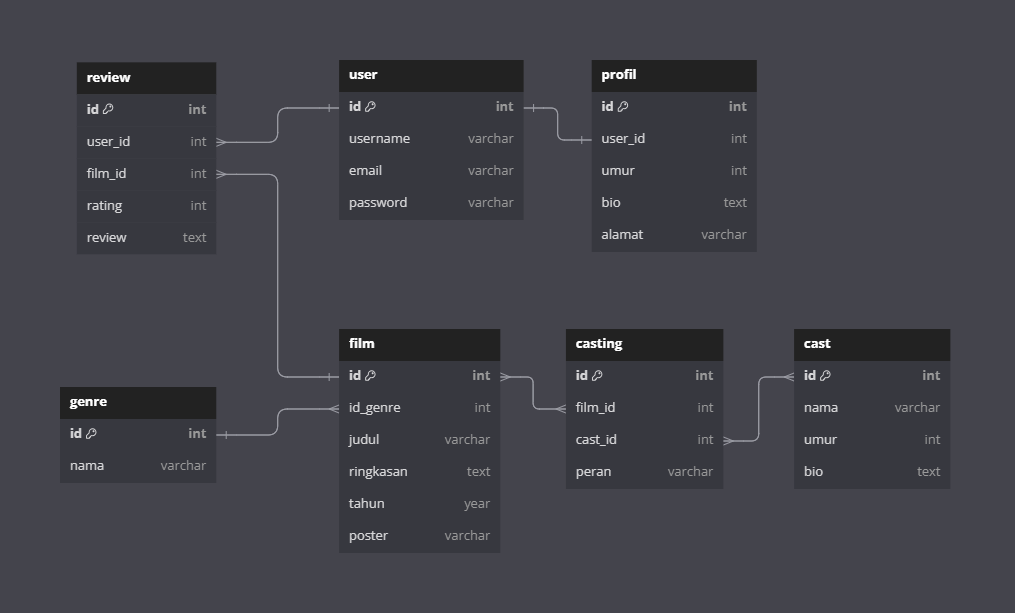 review
id int
user_id int
film_id int
rating int
review text
user
id int
username varchar
email varchar
password varchar
profil
id int
user_id int
umur int
bio text
alamat varchar
genre
id int
nama varchar
film
id int
id_genre int
judul varchar
ringkasan text
tahun year
poster varchar
casting
id int
film_id int
cast_id int
peran varchar
cast
id int
nama varchar
umur int
bio text